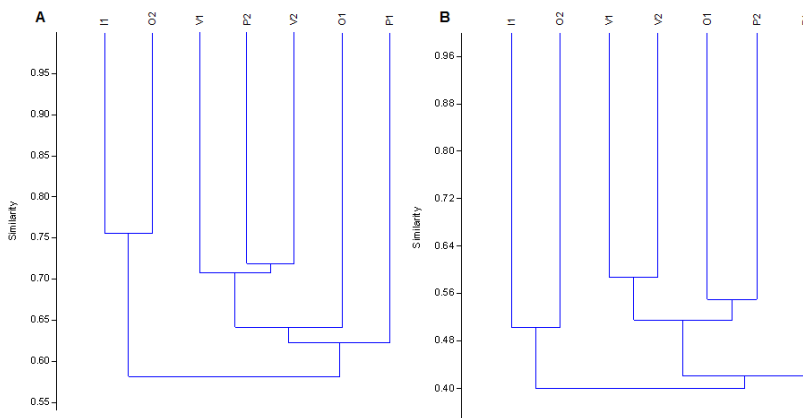 A
I1
O2
V1
P2
V2
O1
P1
0.95
0.90
0.85
0.80
0.75
0.70
0.65
0.60
0.55
Similarity
B
I1
O2
V1
V2
O1
P2
0.96
0.88
0.80
0.72
0.64
0.56
0.48
0.40
Similarity